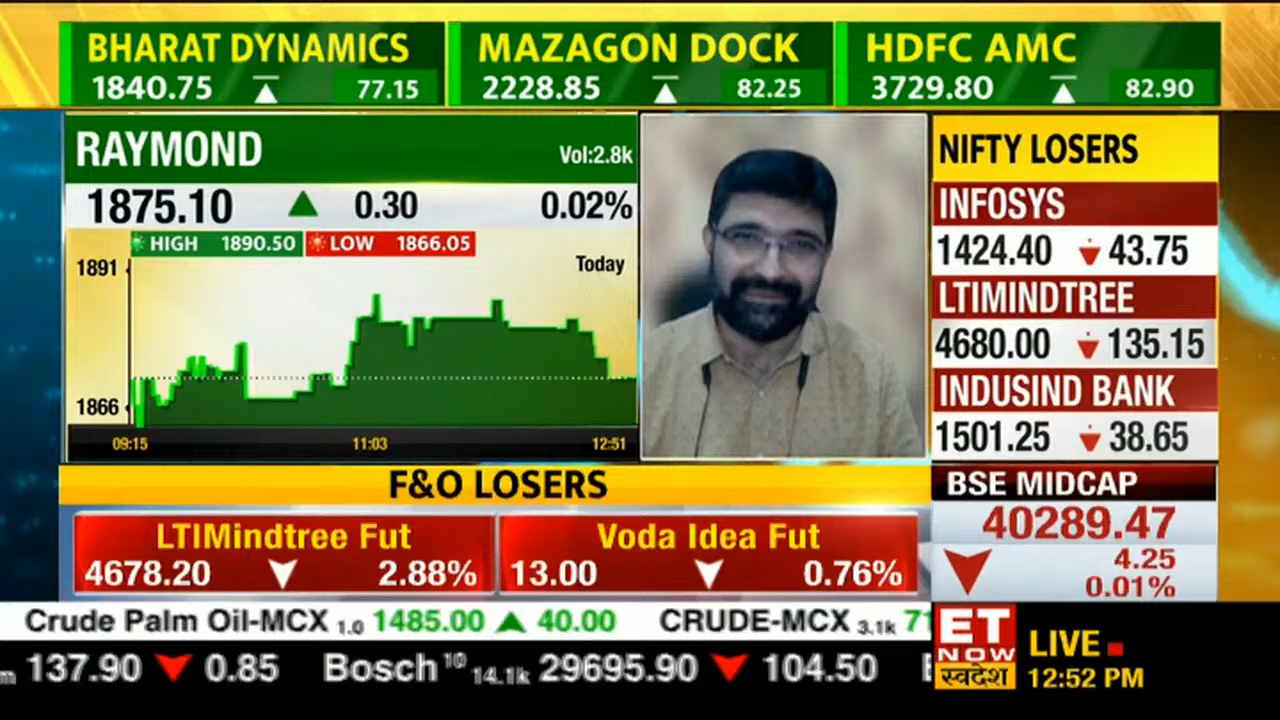 BHARAT DYNAMICS
1840.75 77.15
MAZAGON DOCK
2228.85 82.25
HDFC AMC
3729.80 82.90
RAYMOND
Vol:2.8k
1875.10 ▲ 0.30 0.02%
HIGH 1890.50 LOW 1866.05
1891 Today
1866
09:15 11:03 12:51
NIFTY LOSERS
INFOSYS
1424.40 43.75
LTIMINDTREE
4680.00 135.15
INDUSIND BANK
1501.25 38.65
BSE MIDCAP
40289.47
4.25
0.01%
F&O LOSERS
LTIMindtree Fut
4678.20 ▼ 2.88%
Voda Idea Fut
13.00 ▼ 0.76%
Crude Palm Oil-MCX 1.0 1485.00 ▲ 40.00 CRUDE-MCX 3.1k 71
137.90 ▼ 0.85 Bosch 10 14.1k 29695.90 ▼ 104.50
ET
NOW
स्वदेश
LIVE
12:52 PM